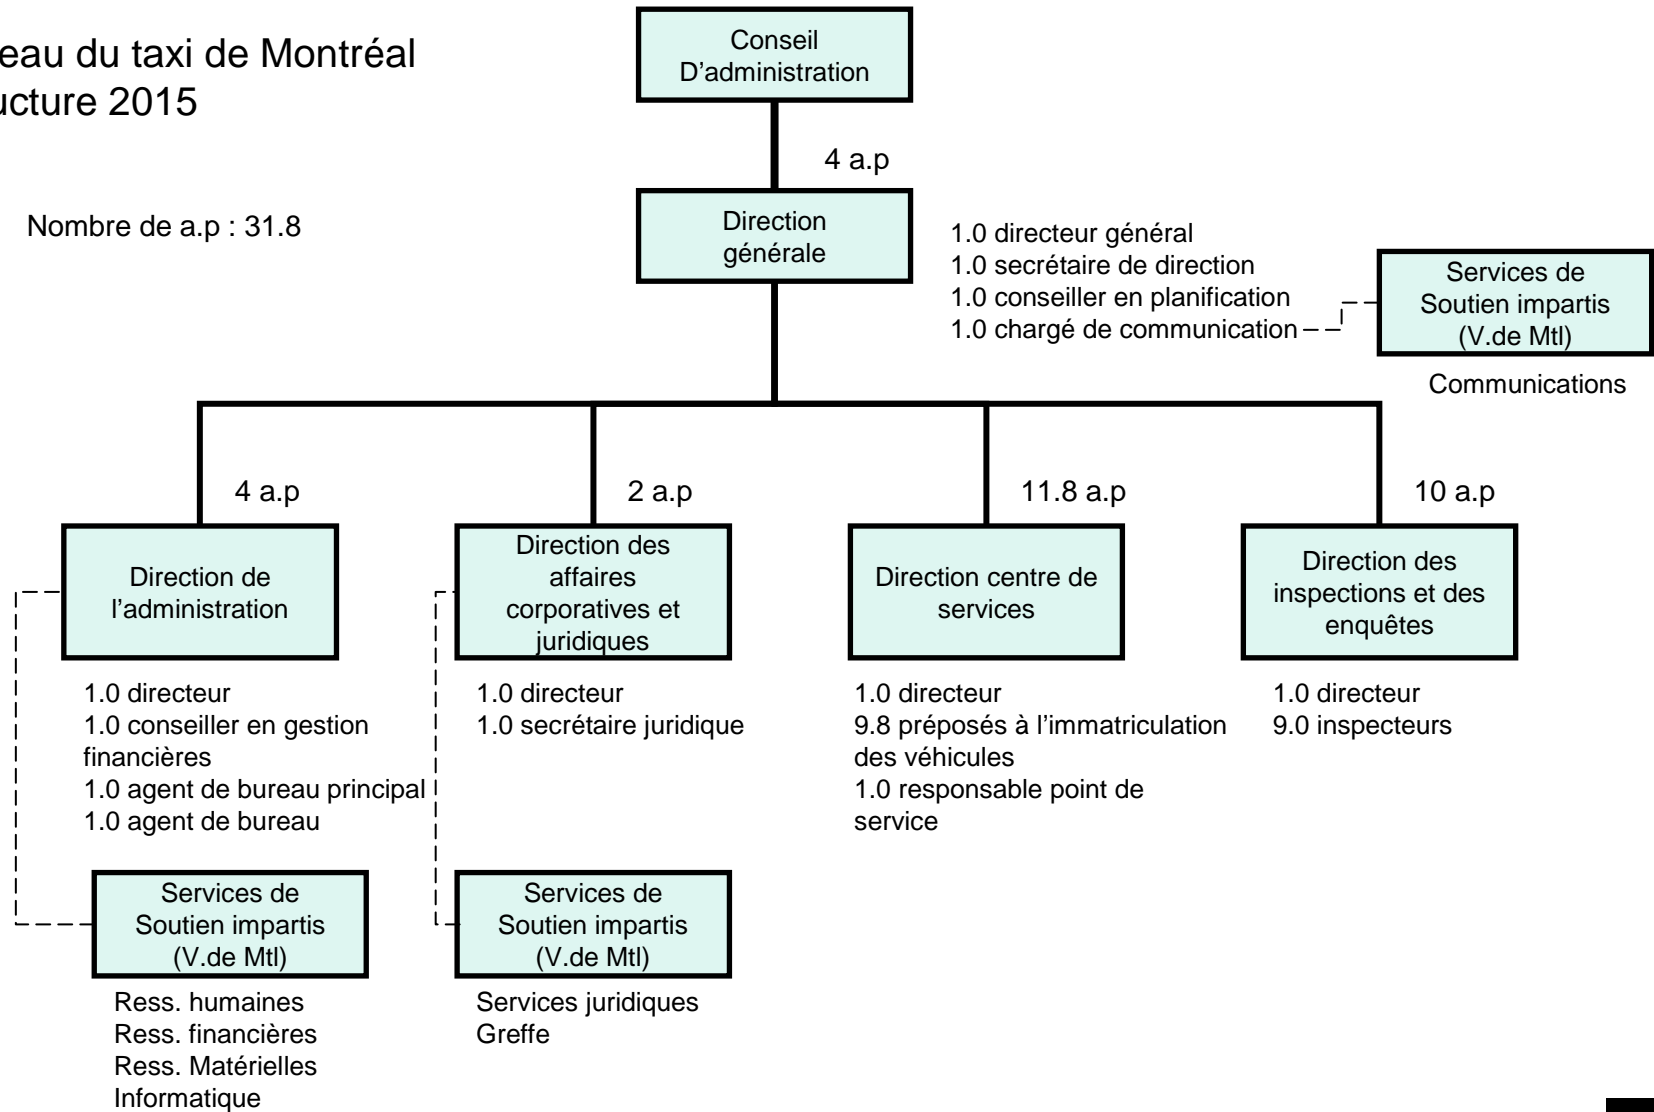 eau du taxi de Montréal
ucture 2015
Nombre de a.p : 31.8
Conseil
D'administration
4 a.p
Direction
générale
1.0 directeur général
1.0 secrétaire de direction
1.0 conseiller en planification
1.0 chargé de communication
Services de
Soutien impartis
(V.de Mtl)
Communications
4 a.p
Direction de
l’administration
1.0 directeur
1.0 conseiller en gestion
financières
1.0 agent de bureau principal
1.0 agent de bureau
Services de
Soutien impartis
(V.de Mtl)
Ress. humaines
Ress. financières
Ress. Matérielles
Informatique
2 a.p
Direction des
affaires
corporatives et
juridiques
1.0 directeur
1.0 secrétaire juridique
Services de
Soutien impartis
(V.de Mtl)
Services juridiques
Greffe
11.8 a.p
Direction centre de
services
1.0 directeur
9.8 préposés à l’immatriculation
des véhicules
1.0 responsable point de
service
10 a.p
Direction des
inspections et des
enquêtes
1.0 directeur
9.0 inspecteurs